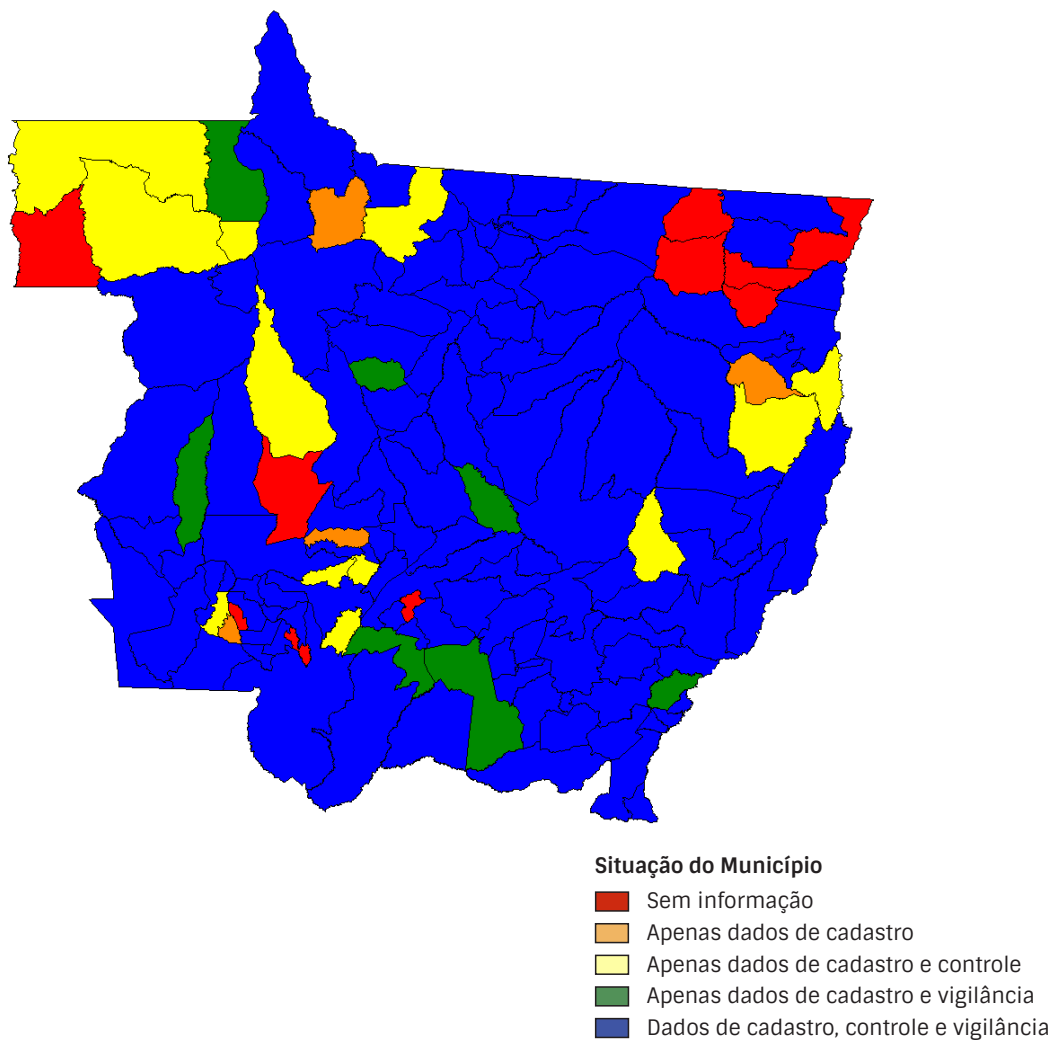 Situação do Município
Sem informação
Apenas dados de cadastro
Apenas dados de cadastro e controle
Apenas dados de cadastro e vigilância
Dados de cadastro, controle e vigilância